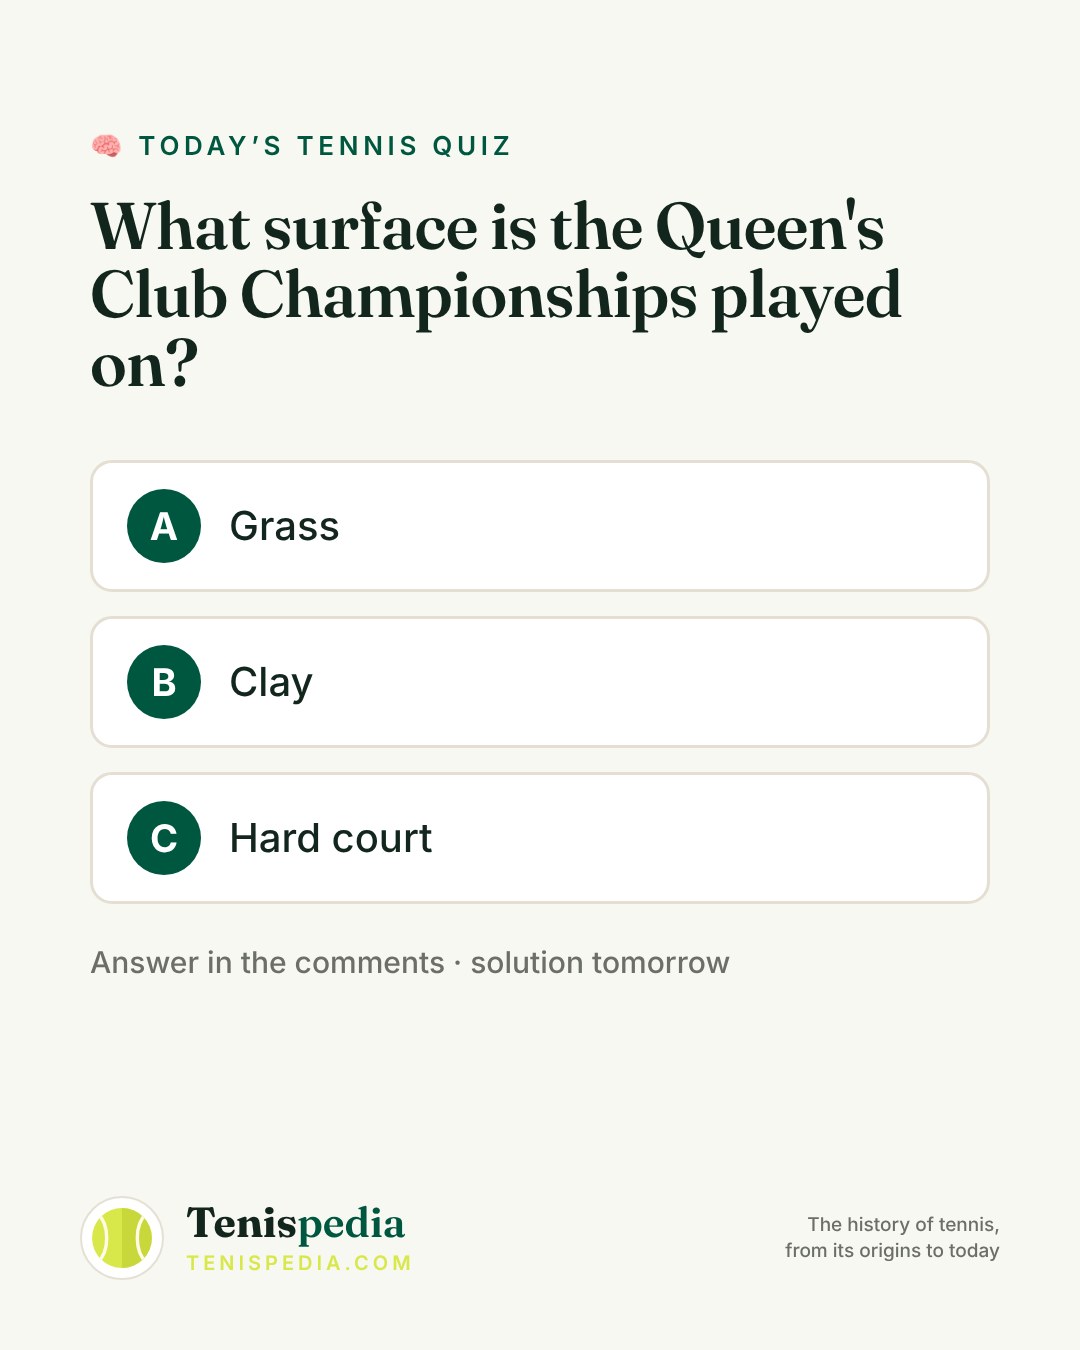 🧠 TODAY’S TENNIS QUIZ
What surface is the Queen's
Club Championships played
on?
A Grass
B Clay
C Hard court
Answer in the comments · solution tomorrow
Tenispedia
TENISPEDIA.COM
The history of tennis,
from its origins to today